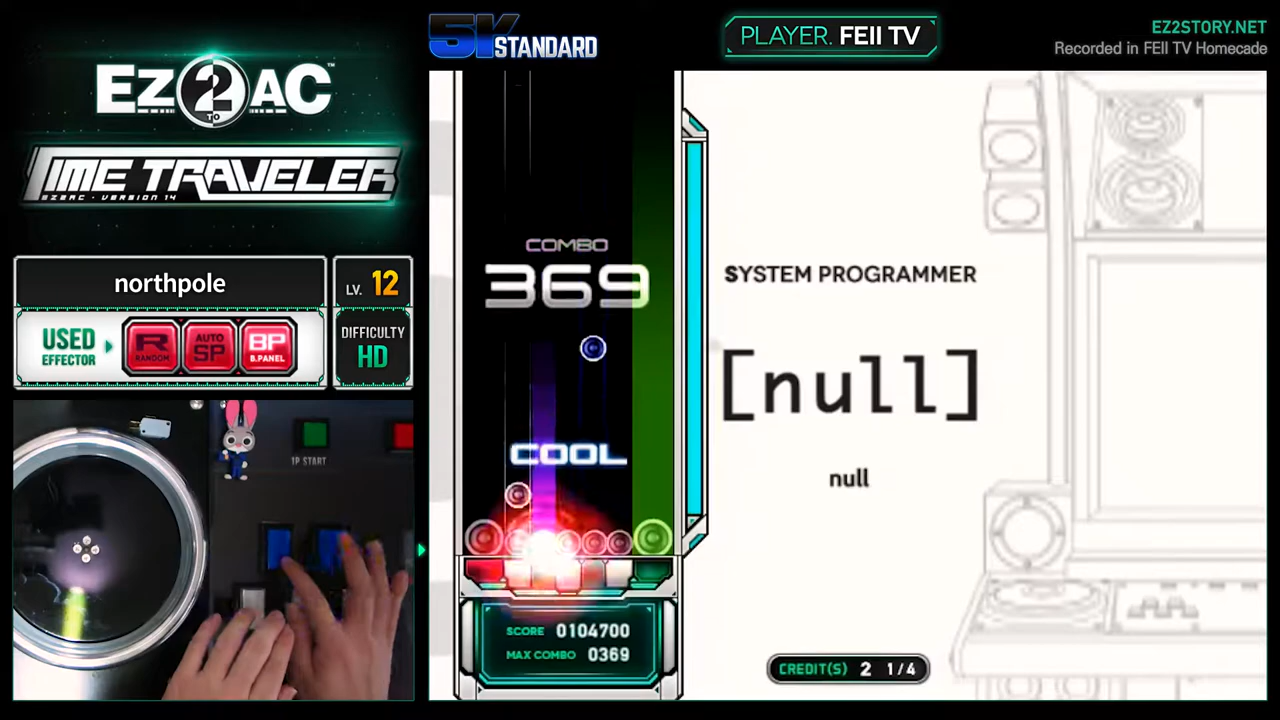 EZ2AC™
TO
TIME TRAVELER
EZ2AC - VERSION 14
northpole
LV. 12
USED
EFFECTOR
R
RANDOM
AUTO
SP
BP
B.PANEL
DIFFICULTY
HD
1P START
5K STANDARD
PLAYER. FEII TV
EZ2STORY.NET
Recorded in FEII TV Homecade
COMBO
369
COOL
SCORE 0104700
MAX COMBO 0369
SYSTEM PROGRAMMER
[null]
null
CREDIT(S) 2 1/4